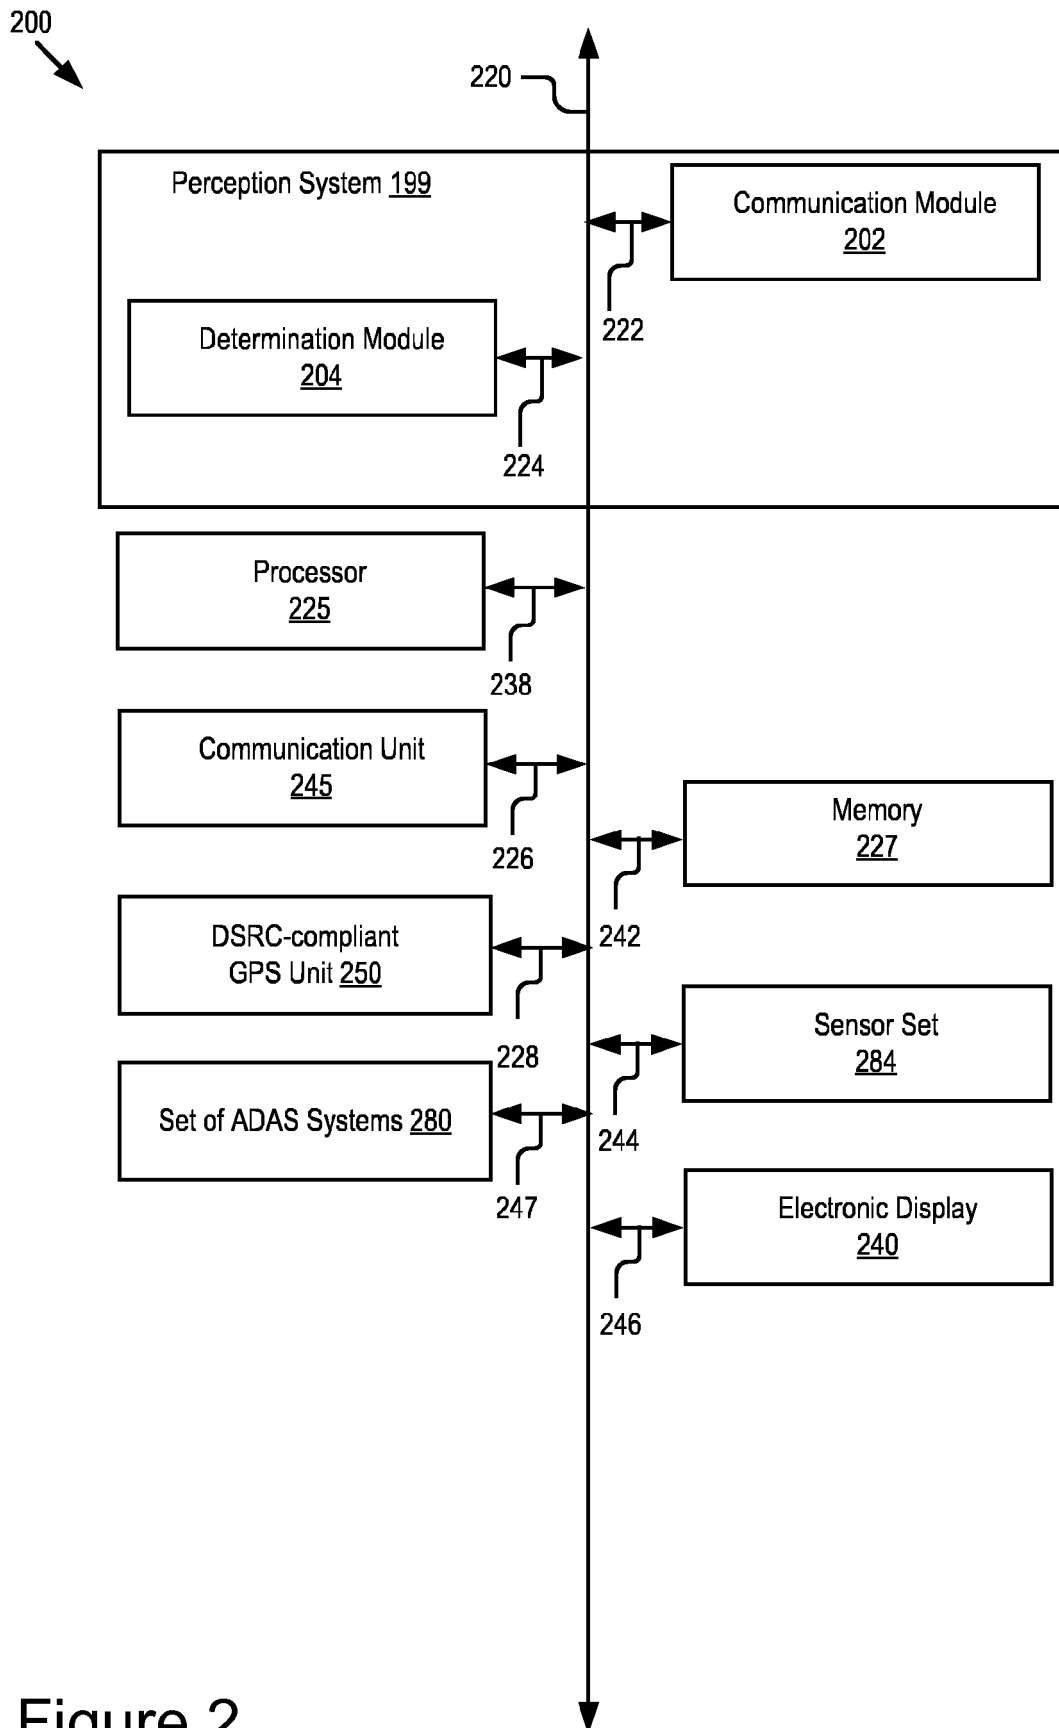 200
220
Perception System 199
Communication Module
202
222
Determination Module
204
224
Processor
225
238
Communication Unit
245
226
Memory
227
242
DSRC-compliant
GPS Unit 250
228
Sensor Set
284
244
Set of ADAS Systems 280
247
Electronic Display
240
246
Figure 2